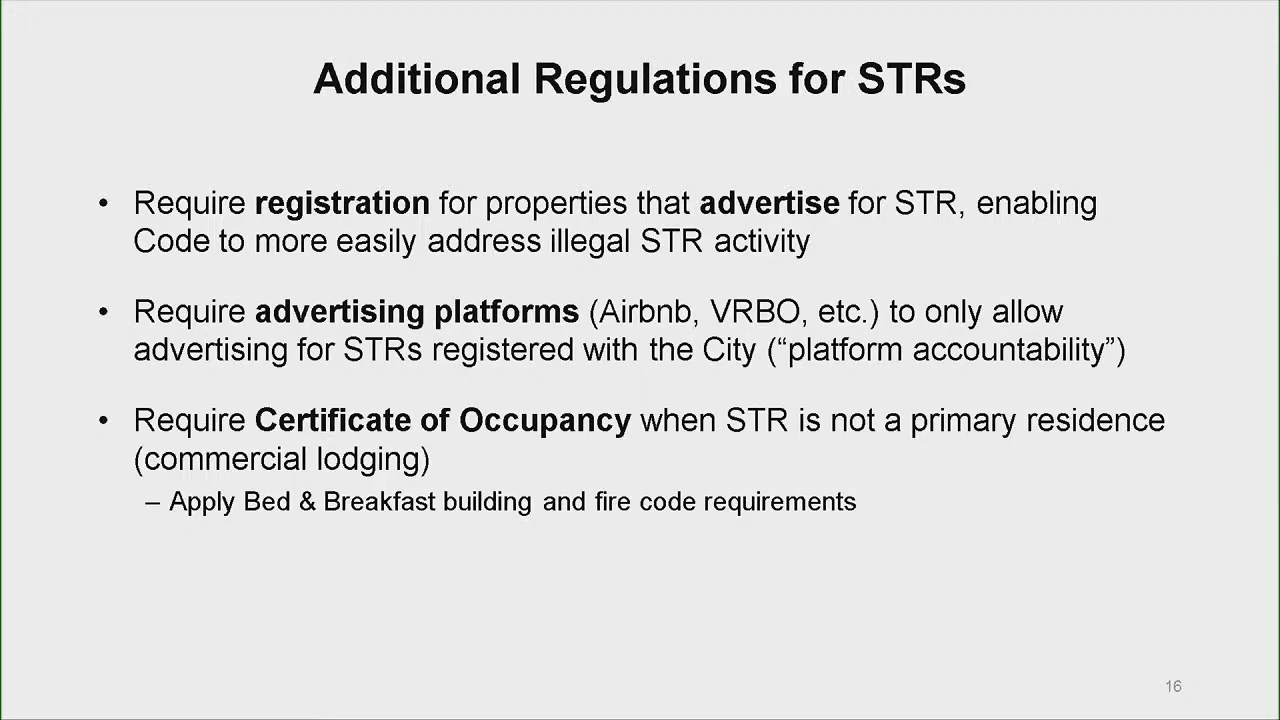 Additional Regulations for STRs
• Require registration for properties that advertise for STR, enabling
Code to more easily address illegal STR activity
• Require advertising platforms (Airbnb, VRBO, etc.) to only allow
advertising for STRs registered with the City (“platform accountability”)
• Require Certificate of Occupancy when STR is not a primary residence
(commercial lodging)
– Apply Bed & Breakfast building and fire code requirements
16